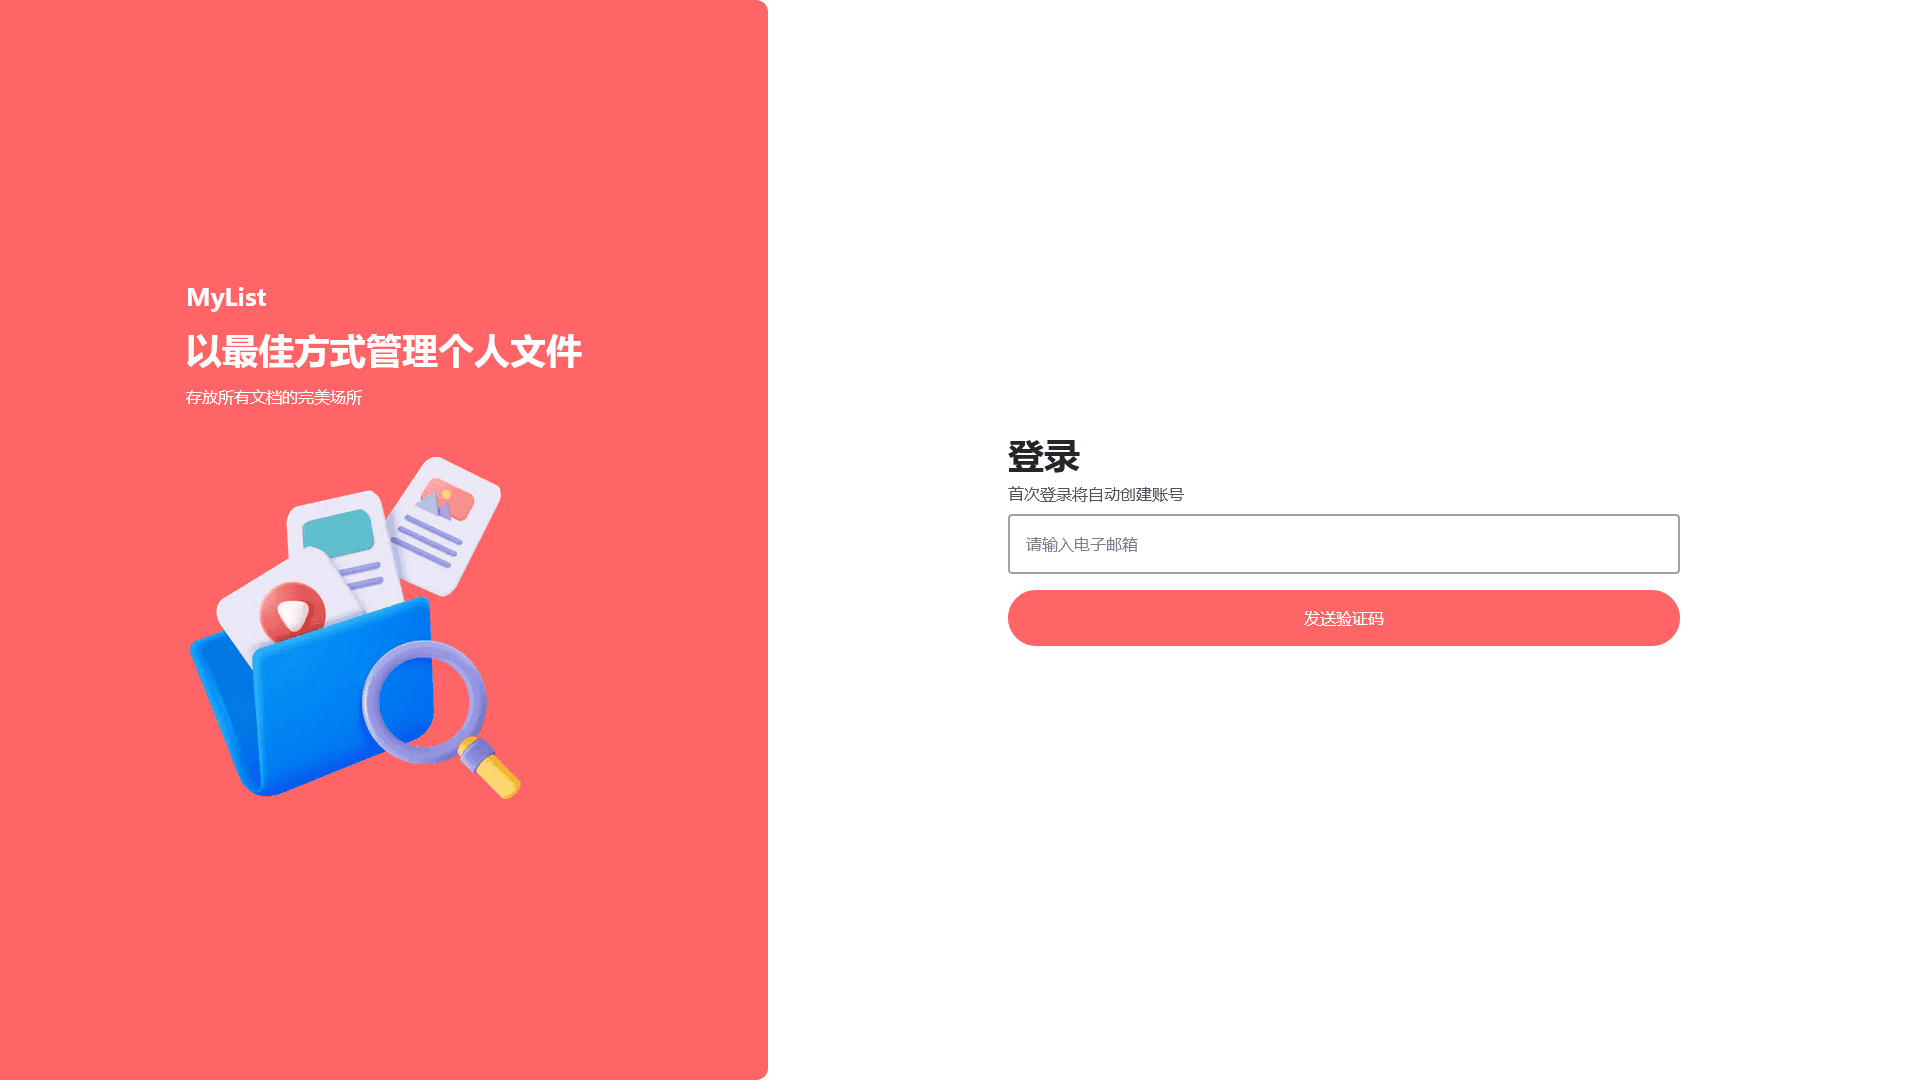 MyList
以最佳方式管理个人文件
存放所有文档的完美场所
登录
首次登录将自动创建账号
请输入电子邮箱
发送验证码